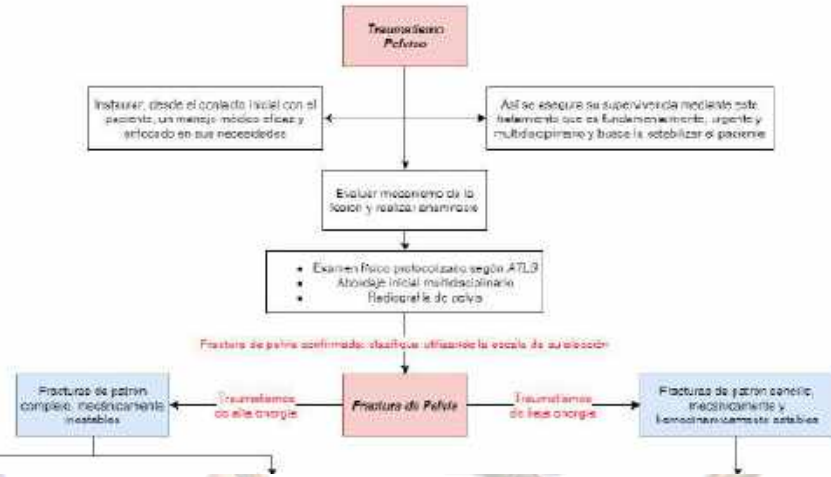 Traumatismo
Pélvico
Instaurar, desde el contacto inicial con el
paciente, un manejo médico eficaz y
enfocado en sus necesidades
Así se asegura su supervivencia mediante este
tratamiento que es fundamentalmente, urgente y
multidisciplinario y busca la estabilizar el paciente
Evaluar mecanismo de la
lesión y realizar anamnesis
Examen físico protocolizado según ATLS
Abordaje inicial multidisciplinario
Radiografía de pelvis
Fractura de pelvis confirmada: clasifique utilizando la escala de su elección
Fracturas de patrón
complejo, mecánicamente
inestables
Traumatismos
de alta energía
Fractura de Pelvis
Traumatismos
de baja energía
Fracturas de patrón sencillo,
mecánicamente y
hemodinámicamente estables